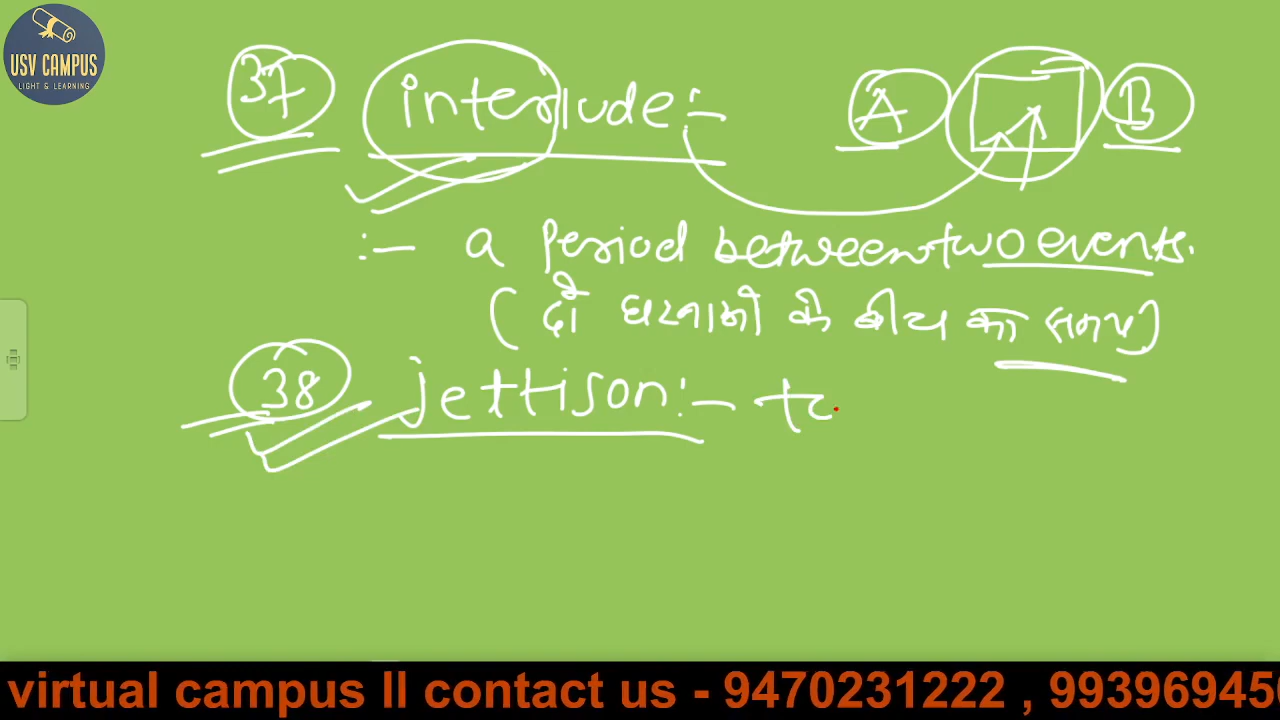 USV CAMPUS
LIGHT & LEARNING
37 interlude :- A B
:- a period between two events.
( दो घटनाओ के बीच का समय )
38 jettison :- to
virtual campus ll contact us - 9470231222 , 993969450